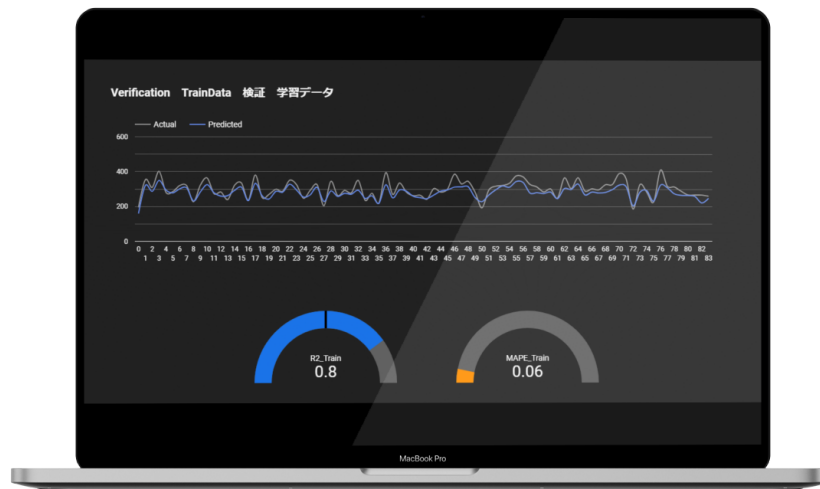 Verification TrainData 検証 学習データ
Actual Predicted
600
400
200
0
0 2 4 6 8 10 12 14 16 18 20 22 24 26 28 30 32 34 36 38 40 42 44 46 48 50 52 54 56 58 60 62 64 66 68 70 72 74 76 78 80 82
1 3 5 7 9 11 13 15 17 19 21 23 25 27 29 31 33 35 37 39 41 43 45 47 49 51 53 55 57 59 61 63 65 67 69 71 73 75 77 79 81 83
R2_Train
0.8
MAPE_Train
0.06
MacBook Pro